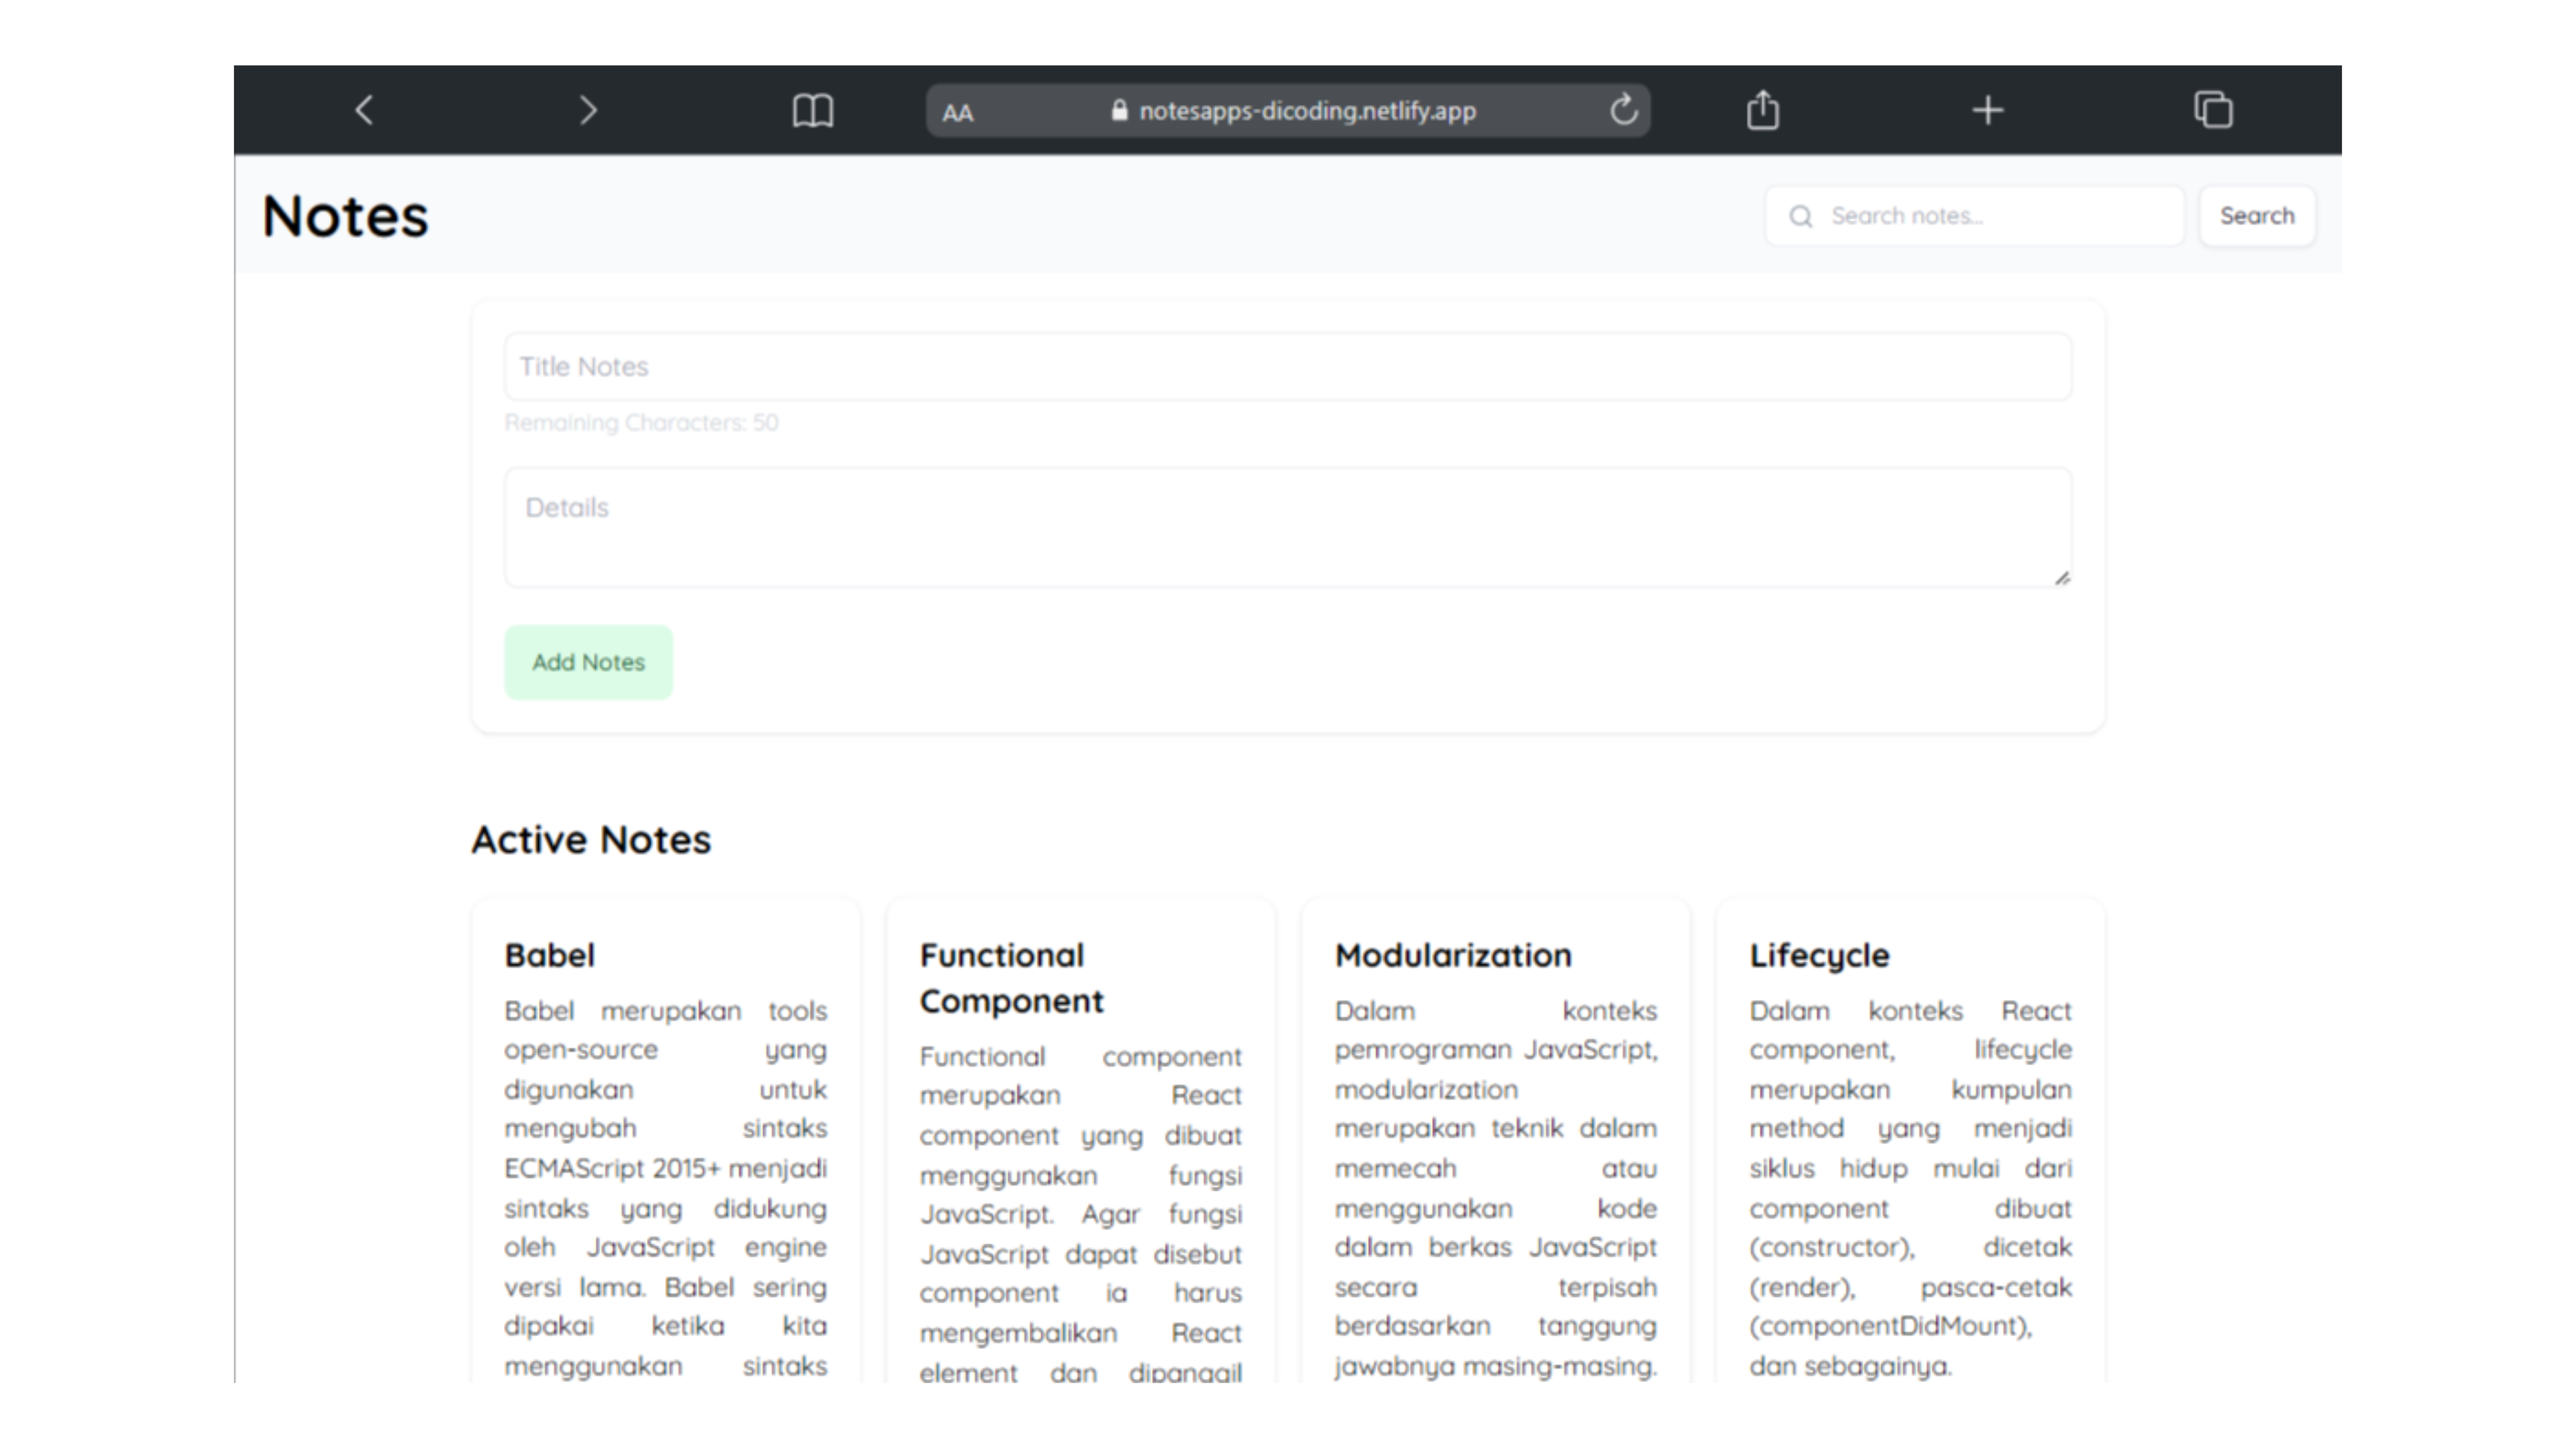 AA notesapps-dicoding.netlify.app
Notes
Search notes...
Search
Title Notes
Remaining Characters: 50
Details
Add Notes
Active Notes
Babel
Babel merupakan tools
open-source yang
digunakan untuk
mengubah sintaks
ECMAScript 2015+ menjadi
sintaks yang didukung
oleh JavaScript engine
versi lama. Babel sering
dipakai ketika kita
menggunakan sintaks
Functional
Component
Functional component
merupakan React
component yang dibuat
menggunakan fungsi
JavaScript. Agar fungsi
JavaScript dapat disebut
component ia harus
mengembalikan React
element dan dipanggil
Modularization
Dalam konteks
pemrograman JavaScript,
modularization
merupakan teknik dalam
memecah atau
menggunakan kode
dalam berkas JavaScript
secara terpisah
berdasarkan tanggung
jawabnya masing-masing.
Lifecycle
Dalam konteks React
component, lifecycle
merupakan kumpulan
method yang menjadi
siklus hidup mulai dari
component dibuat
(constructor), dicetak
(render), pasca-cetak
(componentDidMount),
dan sebagainya.